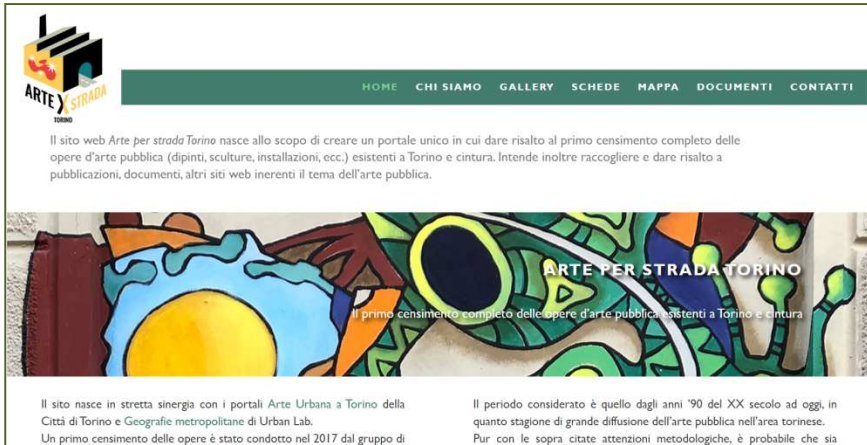 ARTE X STRADA
TORINO
HOME CHI SIAMO GALLERY SCHEDE MAPPA DOCUMENTI CONTATTI
Il sito web Arte per strada Torino nasce allo scopo di creare un portale unico in cui dare risalto al primo censimento completo delle
opere d'arte pubblica (dipinti, sculture, installazioni, ecc.) esistenti a Torino e cintura. Intende inoltre raccogliere e dare risalto a
pubblicazioni, documenti, altri siti web inerenti il tema dell'arte pubblica.
ARTE PER STRADA TORINO
Il primo censimento completo delle opere d'arte pubblica esistenti a Torino e cintura
Il sito nasce in stretta sinergia con i portali Arte Urbana a Torino della
Città di Torino e Geografie metropolitane di Urban Lab.
Un primo censimento delle opere è stato condotto nel 2017 dal gruppo di
Il periodo considerato è quello dagli anni '90 del XX secolo ad oggi, in
quanto stagione di grande diffusione dell'arte pubblica nell'area torinese.
Pur con le sopra citate attenzioni metodologiche, è probabile che sia